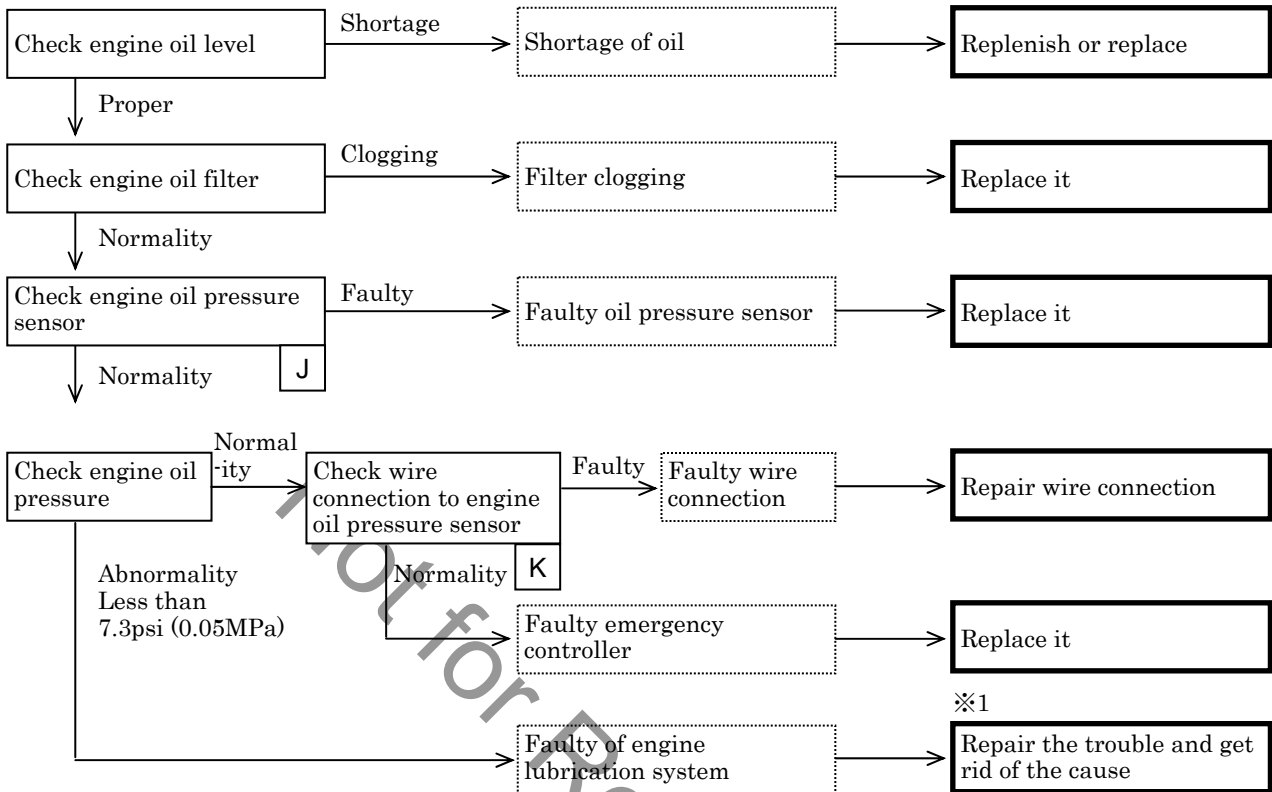 Check engine oil level
Shortage
Shortage of oil
Replenish or replace
Proper
Check engine oil filter
Clogging
Filter clogging
Replace it
Normality
Check engine oil pressure
sensor
J
Faulty
Faulty oil pressure sensor
Replace it
Normality
Check engine oil
pressure
Normal
-ity
Check wire
connection to engine
oil pressure sensor
K
Faulty
Faulty wire
connection
Repair wire connection
Normality
Faulty emergency
controller
Replace it
Abnormality
Less than
7.3psi (0.05MPa)
Faulty of engine
lubrication system
※1
Repair the trouble and get
rid of the cause
Not for Re